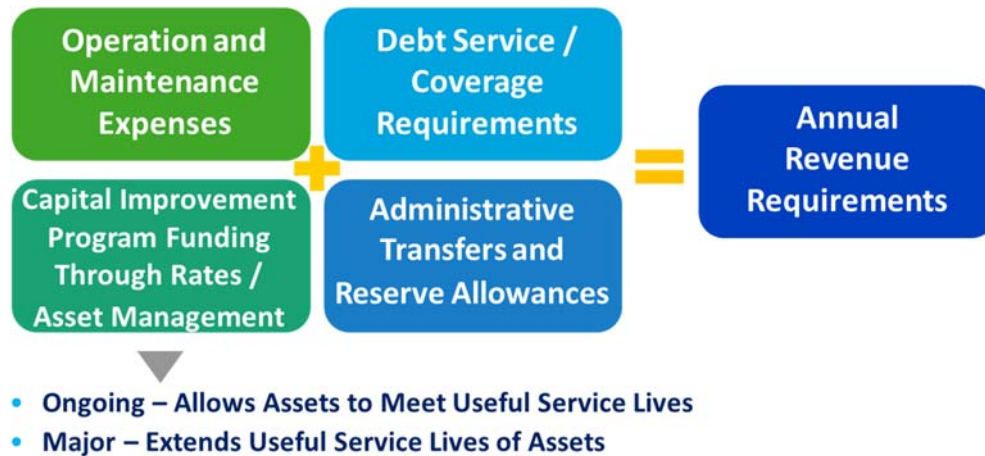 Operation and
Maintenance
Expenses
Debt Service /
Coverage
Requirements
Capital Improvement
Program Funding
Through Rates /
Asset Management
Administrative
Transfers and
Reserve Allowances
+
=
Annual
Revenue
Requirements
• Ongoing – Allows Assets to Meet Useful Service Lives
• Major – Extends Useful Service Lives of Assets